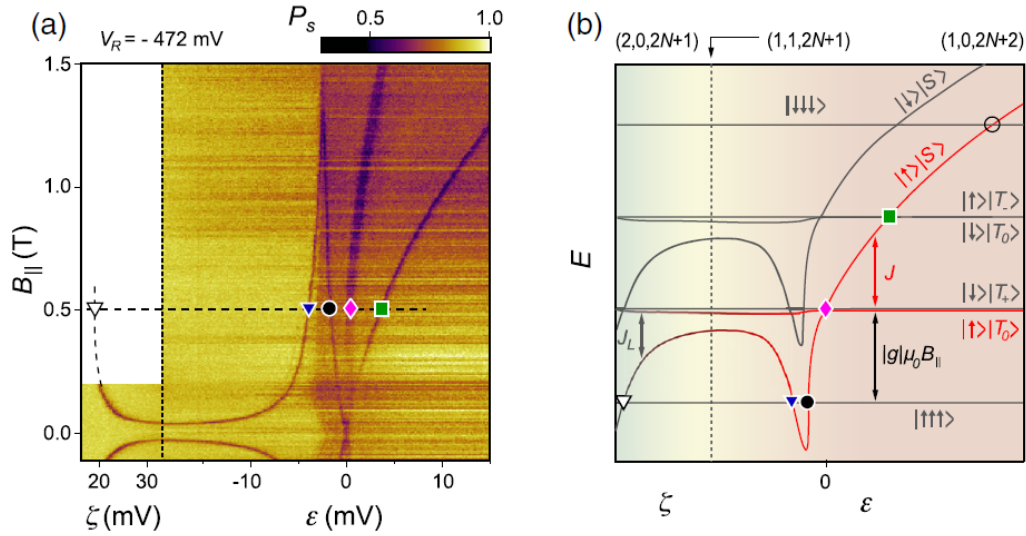 (a)
V_R = - 472 mV
P_s
0.5
1.0
B_|| (T)
1.5
1.0
0.5
0.0
20
0
-10
0
10
ζ (mV)
ε (mV)
(b)
(2,0,2N+1)
(1,1,2N+1)
(1,0,2N+2)
E
|↓↓↓⟩
|↓⟩|S⟩
|↑⟩|S⟩
|↑⟩|T_-⟩
|↓⟩|T_0⟩
J
|↓⟩|T_+⟩
|↑⟩|T_0⟩
J_L
|g|μ_0B_||
|↑↑↑⟩
0
ζ
ε